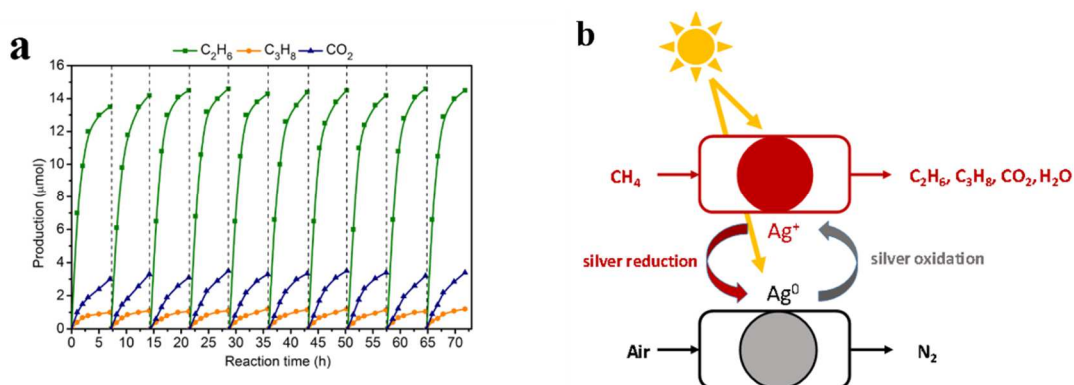 a
C₂H₆ C₃H₈ CO₂
16
14
12
10
8
6
4
2
0
Production (μmol)
0 5 10 15 20 25 30 35 40 45 50 55 60 65 70
Reaction time (h)
b
CH₄
C₂H₆, C₃H₈, CO₂, H₂O
Ag⁺
silver reduction
silver oxidation
Ag⁰
Air
N₂